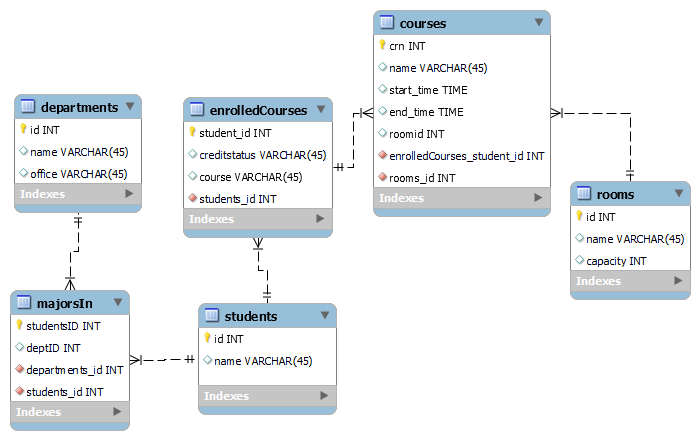 courses
crn INT
name VARCHAR(45)
start_time TIME
end_time TIME
roomid INT
enrolledCourses_student_id INT
rooms_id INT
Indexes
departments
id INT
name VARCHAR(45)
office VARCHAR(45)
Indexes
enrolledCourses
student_id INT
creditstatus VARCHAR(45)
course VARCHAR(45)
students_id INT
Indexes
rooms
id INT
name VARCHAR(45)
capacity INT
Indexes
majorsIn
studentsID INT
deptID INT
departments_id INT
students_id INT
Indexes
students
id INT
name VARCHAR(45)
Indexes